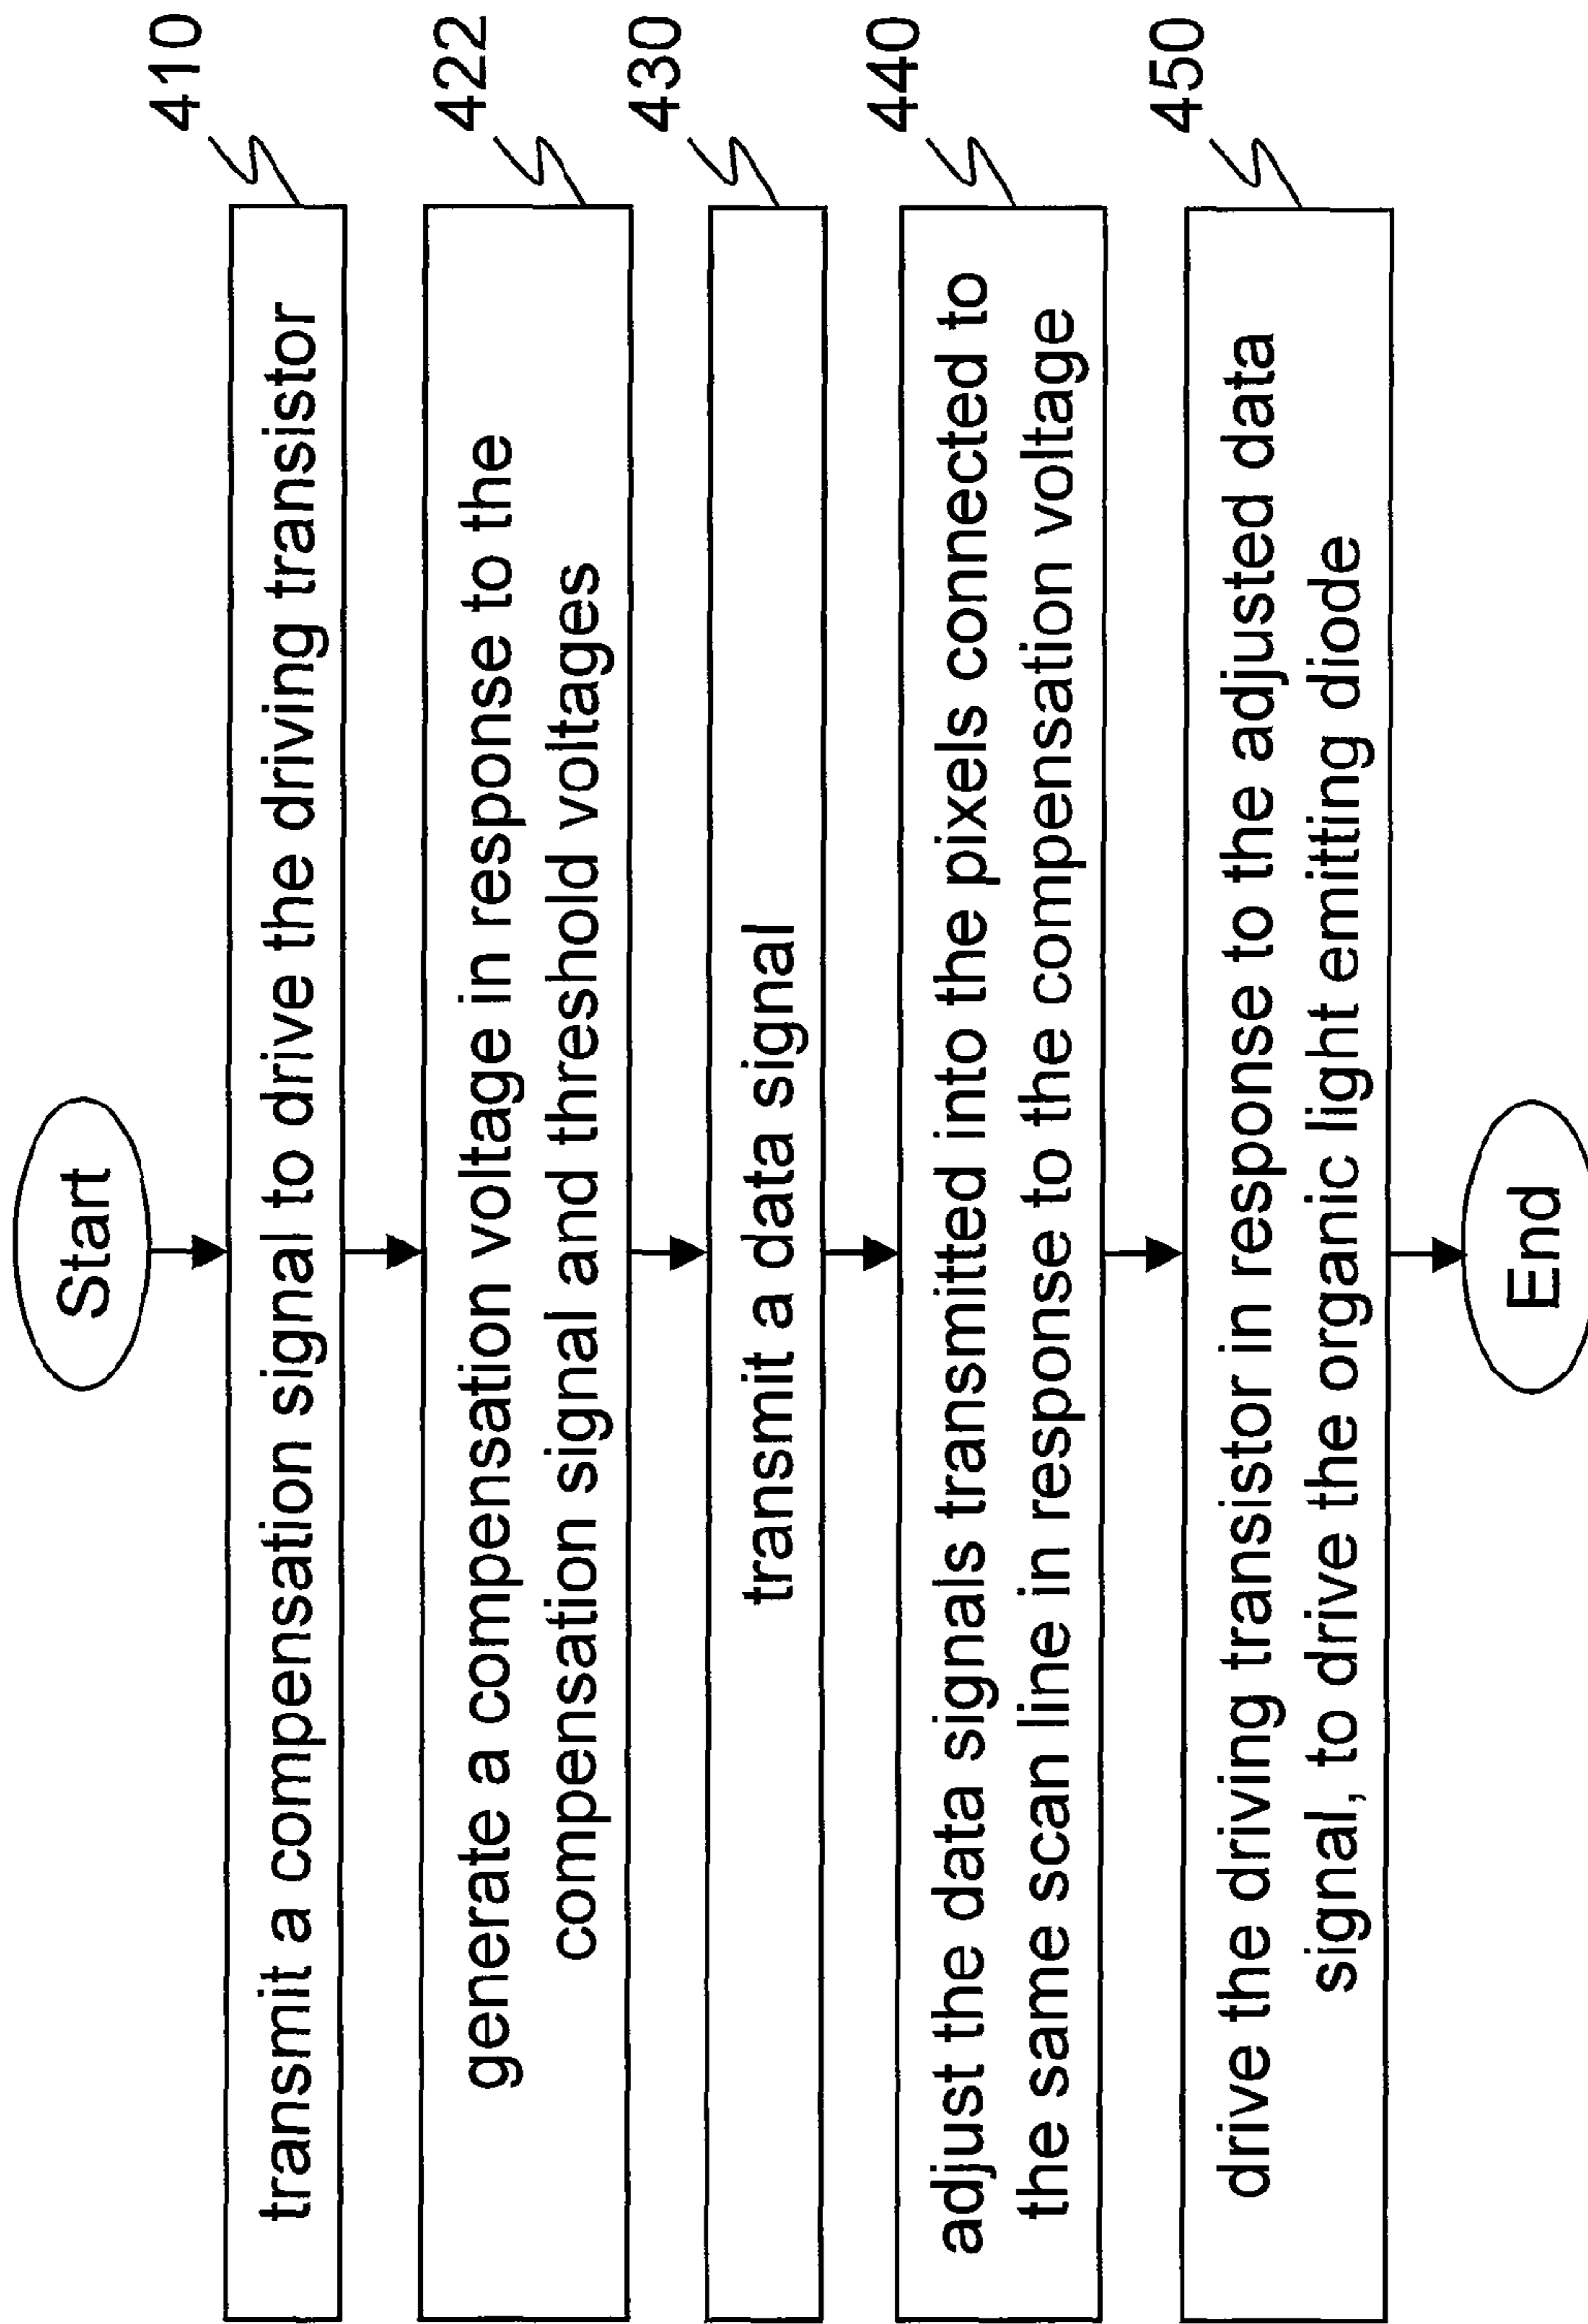 Start
410
transmit a compensation signal to drive the driving transistor
422
generate a compensation voltage in response to the
compensation signal and threshold voltages
430
transmit a data signal
440
adjust the data signals transmitted into the pixels connected to
the same scan line in response to the compensation voltage
450
drive the driving transistor in response to the adjusted data
signal, to drive the organic light emitting diode
End